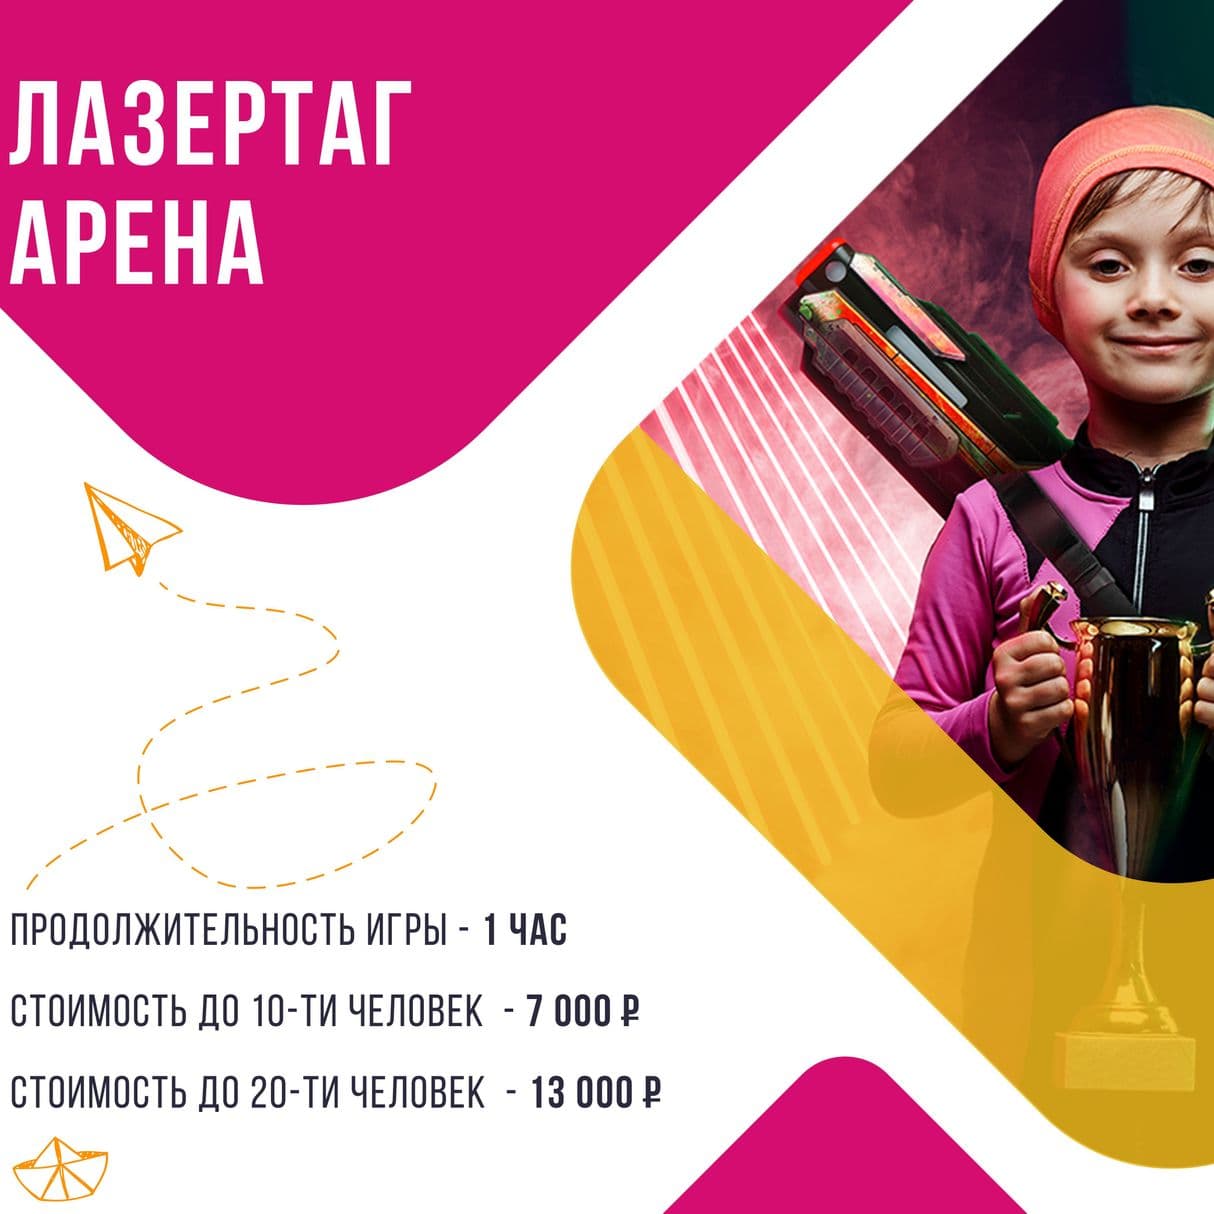 ЛАЗЕРТАГ
АРЕНА
ПРОДОЛЖИТЕЛЬНОСТЬ ИГРЫ - 1 ЧАС
СТОИМОСТЬ ДО 10-ТИ ЧЕЛОВЕК - 7 000 ₽
СТОИМОСТЬ ДО 20-ТИ ЧЕЛОВЕК - 13 000 ₽